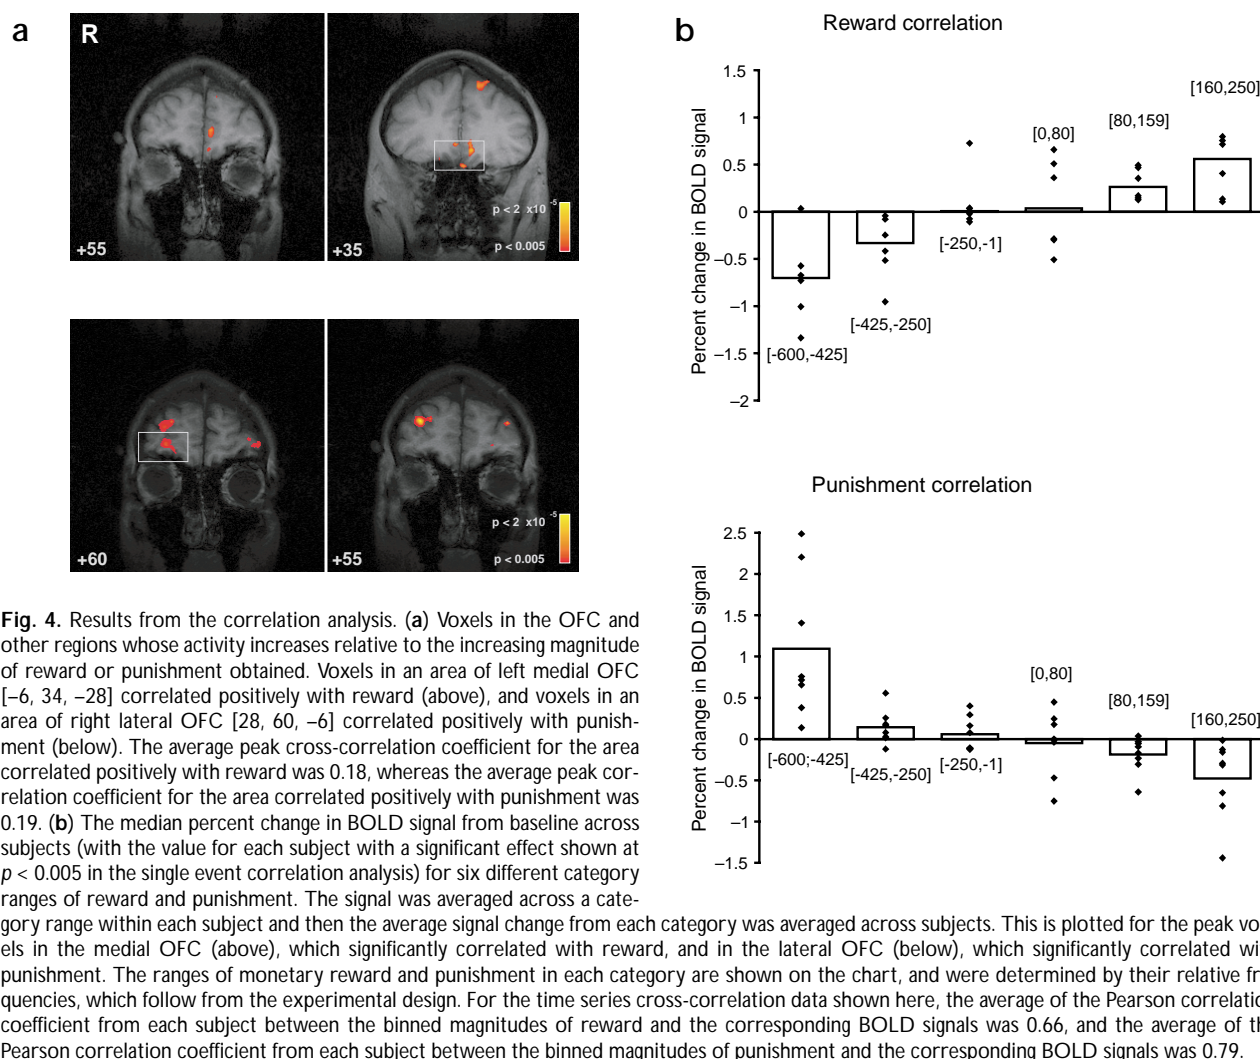 a
R
+55
+35
p < 2 x10 -5
p < 0.005
+60
+55
p < 2 x10 -5
p < 0.005
b
Reward correlation
Percent change in BOLD signal
1.5
1
0.5
0
–0.5
–1
–1.5
–2
[-600,-425]
[-425,-250]
[-250,-1]
[0,80]
[80,159]
[160,250]
Punishment correlation
Percent change in BOLD signal
2.5
2
1.5
1
0.5
0
–0.5
–1
–1.5
[-600;-425]
[-425,-250]
[-250,-1]
[0,80]
[80,159]
[160,250]
Fig. 4. Results from the correlation analysis. (a) Voxels in the OFC and
other regions whose activity increases relative to the increasing magnitude
of reward or punishment obtained. Voxels in an area of left medial OFC
[–6, 34, –28] correlated positively with reward (above), and voxels in an
area of right lateral OFC [28, 60, –6] correlated positively with punish-
ment (below). The average peak cross-correlation coefficient for the area
correlated positively with reward was 0.18, whereas the average peak cor-
relation coefficient for the area correlated positively with punishment was
0.19. (b) The median percent change in BOLD signal from baseline across
subjects (with the value for each subject with a significant effect shown at
p < 0.005 in the single event correlation analysis) for six different category
ranges of reward and punishment. The signal was averaged across a cate-
gory range within each subject and then the average signal change from each category was averaged across subjects. This is plotted for the peak vo
els in the medial OFC (above), which significantly correlated with reward, and in the lateral OFC (below), which significantly correlated wi
punishment. The ranges of monetary reward and punishment in each category are shown on the chart, and were determined by their relative fr
quencies, which follow from the experimental design. For the time series cross-correlation data shown here, the average of the Pearson correlatio
coefficient from each subject between the binned magnitudes of reward and the corresponding BOLD signals was 0.66, and the average of th
Pearson correlation coefficient from each subject between the binned magnitudes of punishment and the corresponding BOLD signals was 0.79.